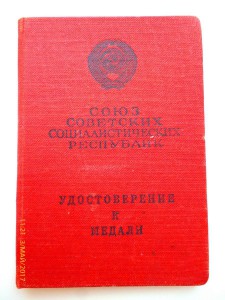 СОЮЗ
СОВЕТСКИХ
СОЦИАЛИСТИЧЕСКИХ
РЕСПУБЛИК
УДОСТОВЕРЕНИЕ
К
МЕДАЛИ